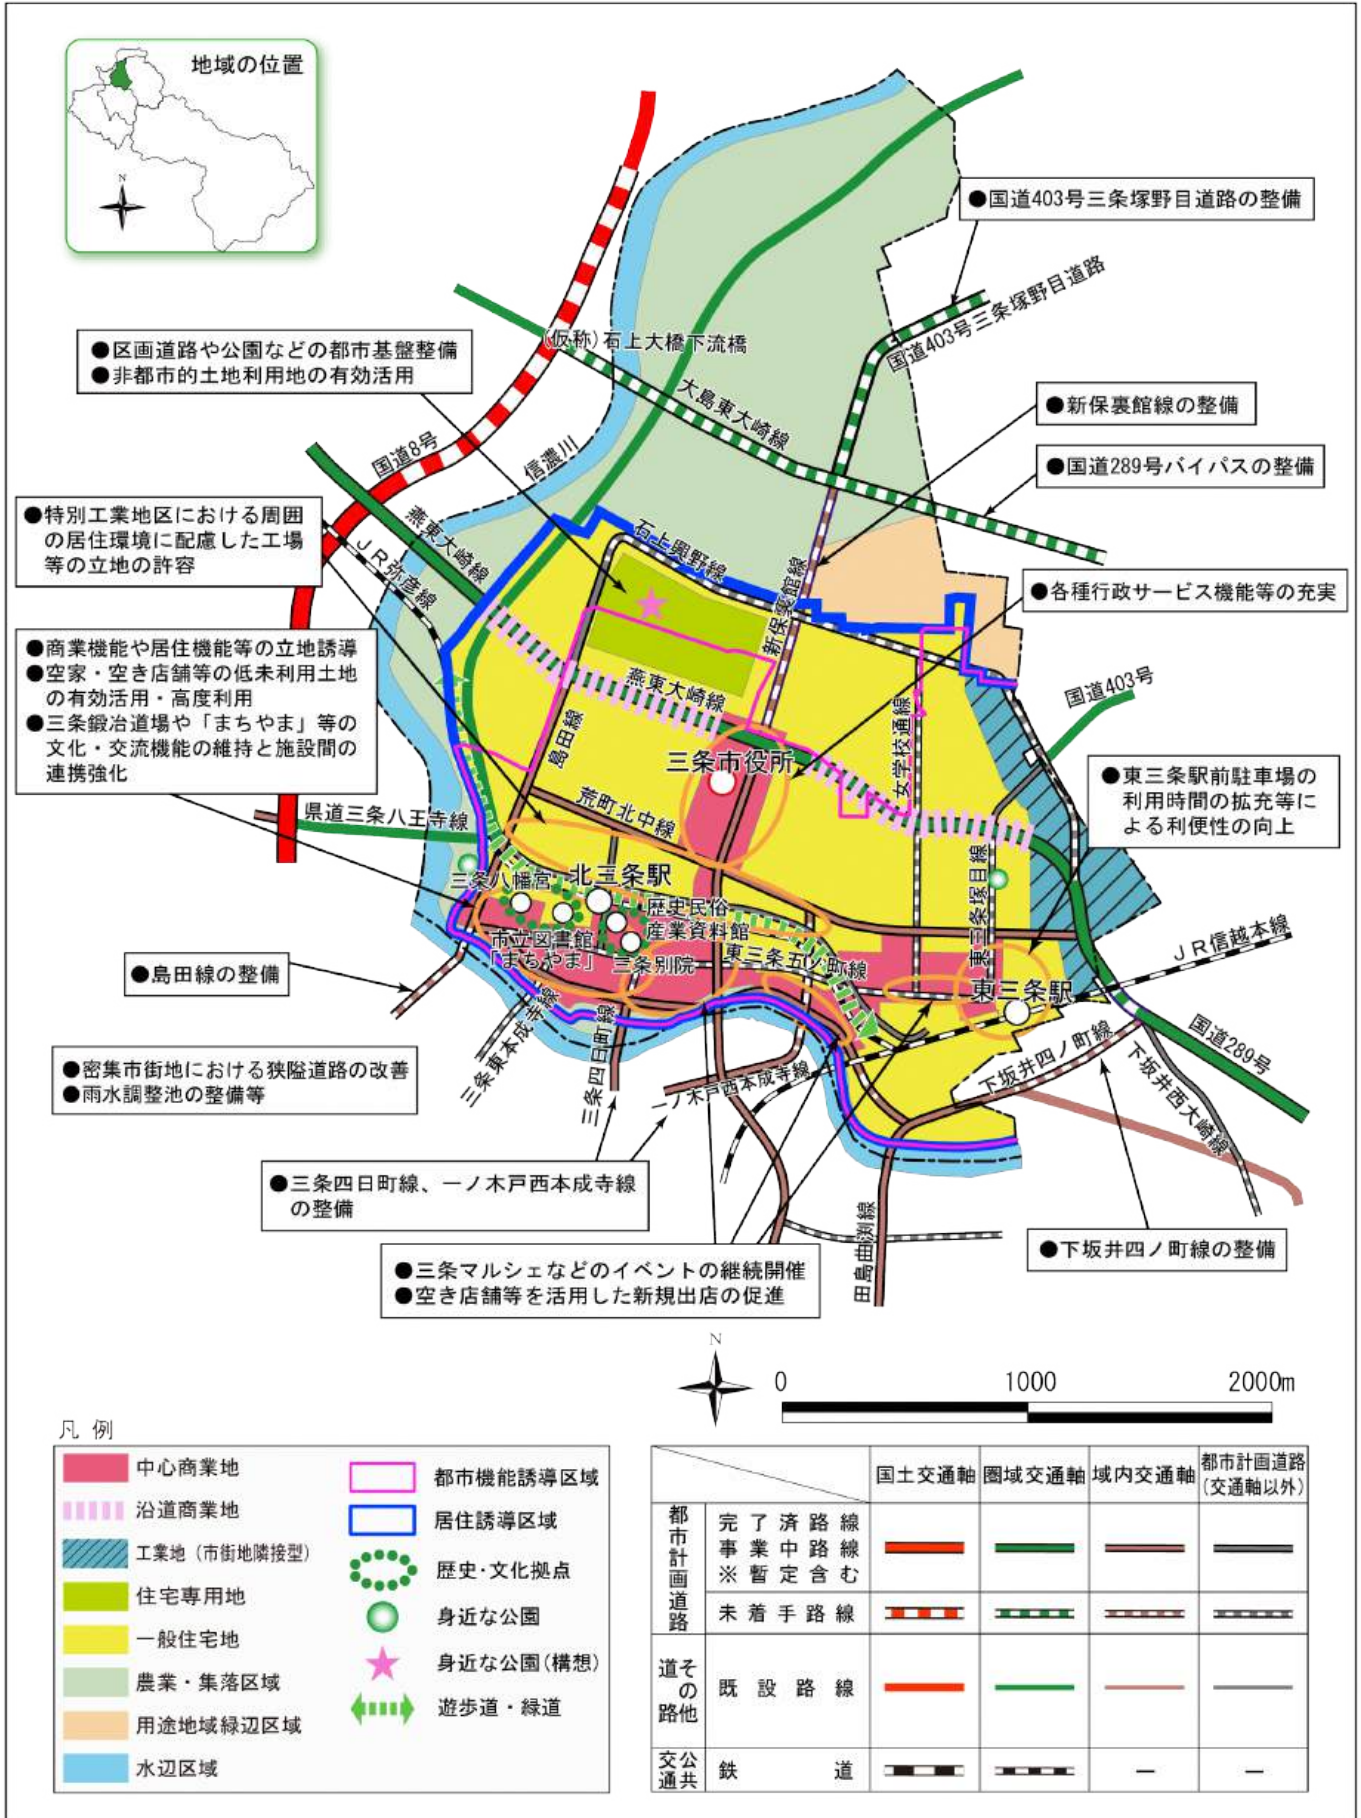 地域の位置
N
●国道403号三条塚野目道路の整備
国道403号三条塚野目道路
(仮称)石上大橋下流橋
●区画道路や公園などの都市基盤整備
●非都市的土地利用地の有効活用
大島東大崎線
●新保裏館線の整備
国道8号
信濃川
●国道289号バイパスの整備
●特別工業地区における周囲
の居住環境に配慮した工場
等の立地の許容
燕東大崎線
JR弥彦線
石上興野線
新保裏館線
●各種行政サービス機能等の充実
●商業機能や居住機能等の立地誘導
●空家・空き店舗等の低未利用土地
の有効活用・高度利用
●三条鍛冶道場や「まちやま」等の
文化・交流機能の維持と施設間の
連携強化
燕東大崎線
国道403号
島田線
女学校通線
三条市役所
●東三条駅前駐車場の
利用時間の拡充等に
よる利便性の向上
荒町北中線
県道三条八王寺線
東三条塚目線
三条八幡宮
北三条駅
歴史民俗
産業資料館
市立図書館
「まちやま」
三条別院
東三条五ノ町線
JR信越本線
●島田線の整備
東三条駅
国道289号
三条東本成寺線
三条四日町線
一ノ木戸西本成寺線
下坂井四ノ町線
下坂井西大崎線
●密集市街地における狭隘道路の改善
●雨水調整池の整備等
●三条四日町線、一ノ木戸西本成寺線
の整備
田島曲渕線
●下坂井四ノ町線の整備
●三条マルシェなどのイベントの継続開催
●空き店舗等を活用した新規出店の促進
N
0 1000 2000m
凡 例
中心商業地
沿道商業地
工業地(市街地隣接型)
住宅専用地
一般住宅地
農業・集落区域
用途地域縁辺区域
水辺区域
都市機能誘導区域
居住誘導区域
歴史・文化拠点
身近な公園
身近な公園(構想)
遊歩道・緑道
国土交通軸 圏域交通軸 域内交通軸 都市計画道路
(交通軸以外)
都市計画道路
完了済路線
事業中路線
※暫定含む
未着手路線
その他道路
既設路線
公共交通
鉄道 — —